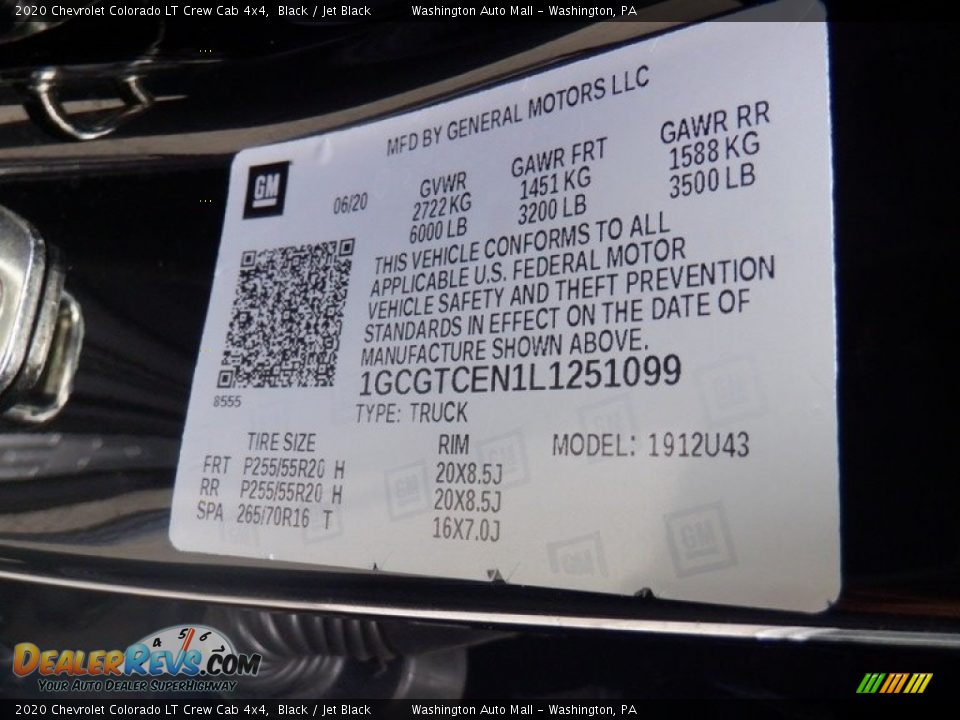 2020 Chevrolet Colorado LT Crew Cab 4x4, Black / Jet Black Washington Auto Mall - Washington, PA
MFD BY GENERAL MOTORS LLC
GM
06/20
GVWR
2722KG
6000 LB
GAWR FRT
1451 KG
3200 LB
GAWR RR
1588 KG
3500 LB
THIS VEHICLE CONFORMS TO ALL
APPLICABLE U.S. FEDERAL MOTOR
VEHICLE SAFETY AND THEFT PREVENTION
STANDARDS IN EFFECT ON THE DATE OF
MANUFACTURE SHOWN ABOVE.
8555
1GCGTCEN1L1251099
TYPE: TRUCK
TIRE SIZE RIM MODEL: 1912U43
FRT P255/55R20 H 20X8.5J
RR P255/55R20 H 20X8.5J
SPA 265/70R16 T 16X7.0J
4 5 6
DEALERREVS.COM
YOUR AUTO DEALER SUPERHIGHWAY
2020 Chevrolet Colorado LT Crew Cab 4x4, Black / Jet Black Washington Auto Mall - Washington, PA